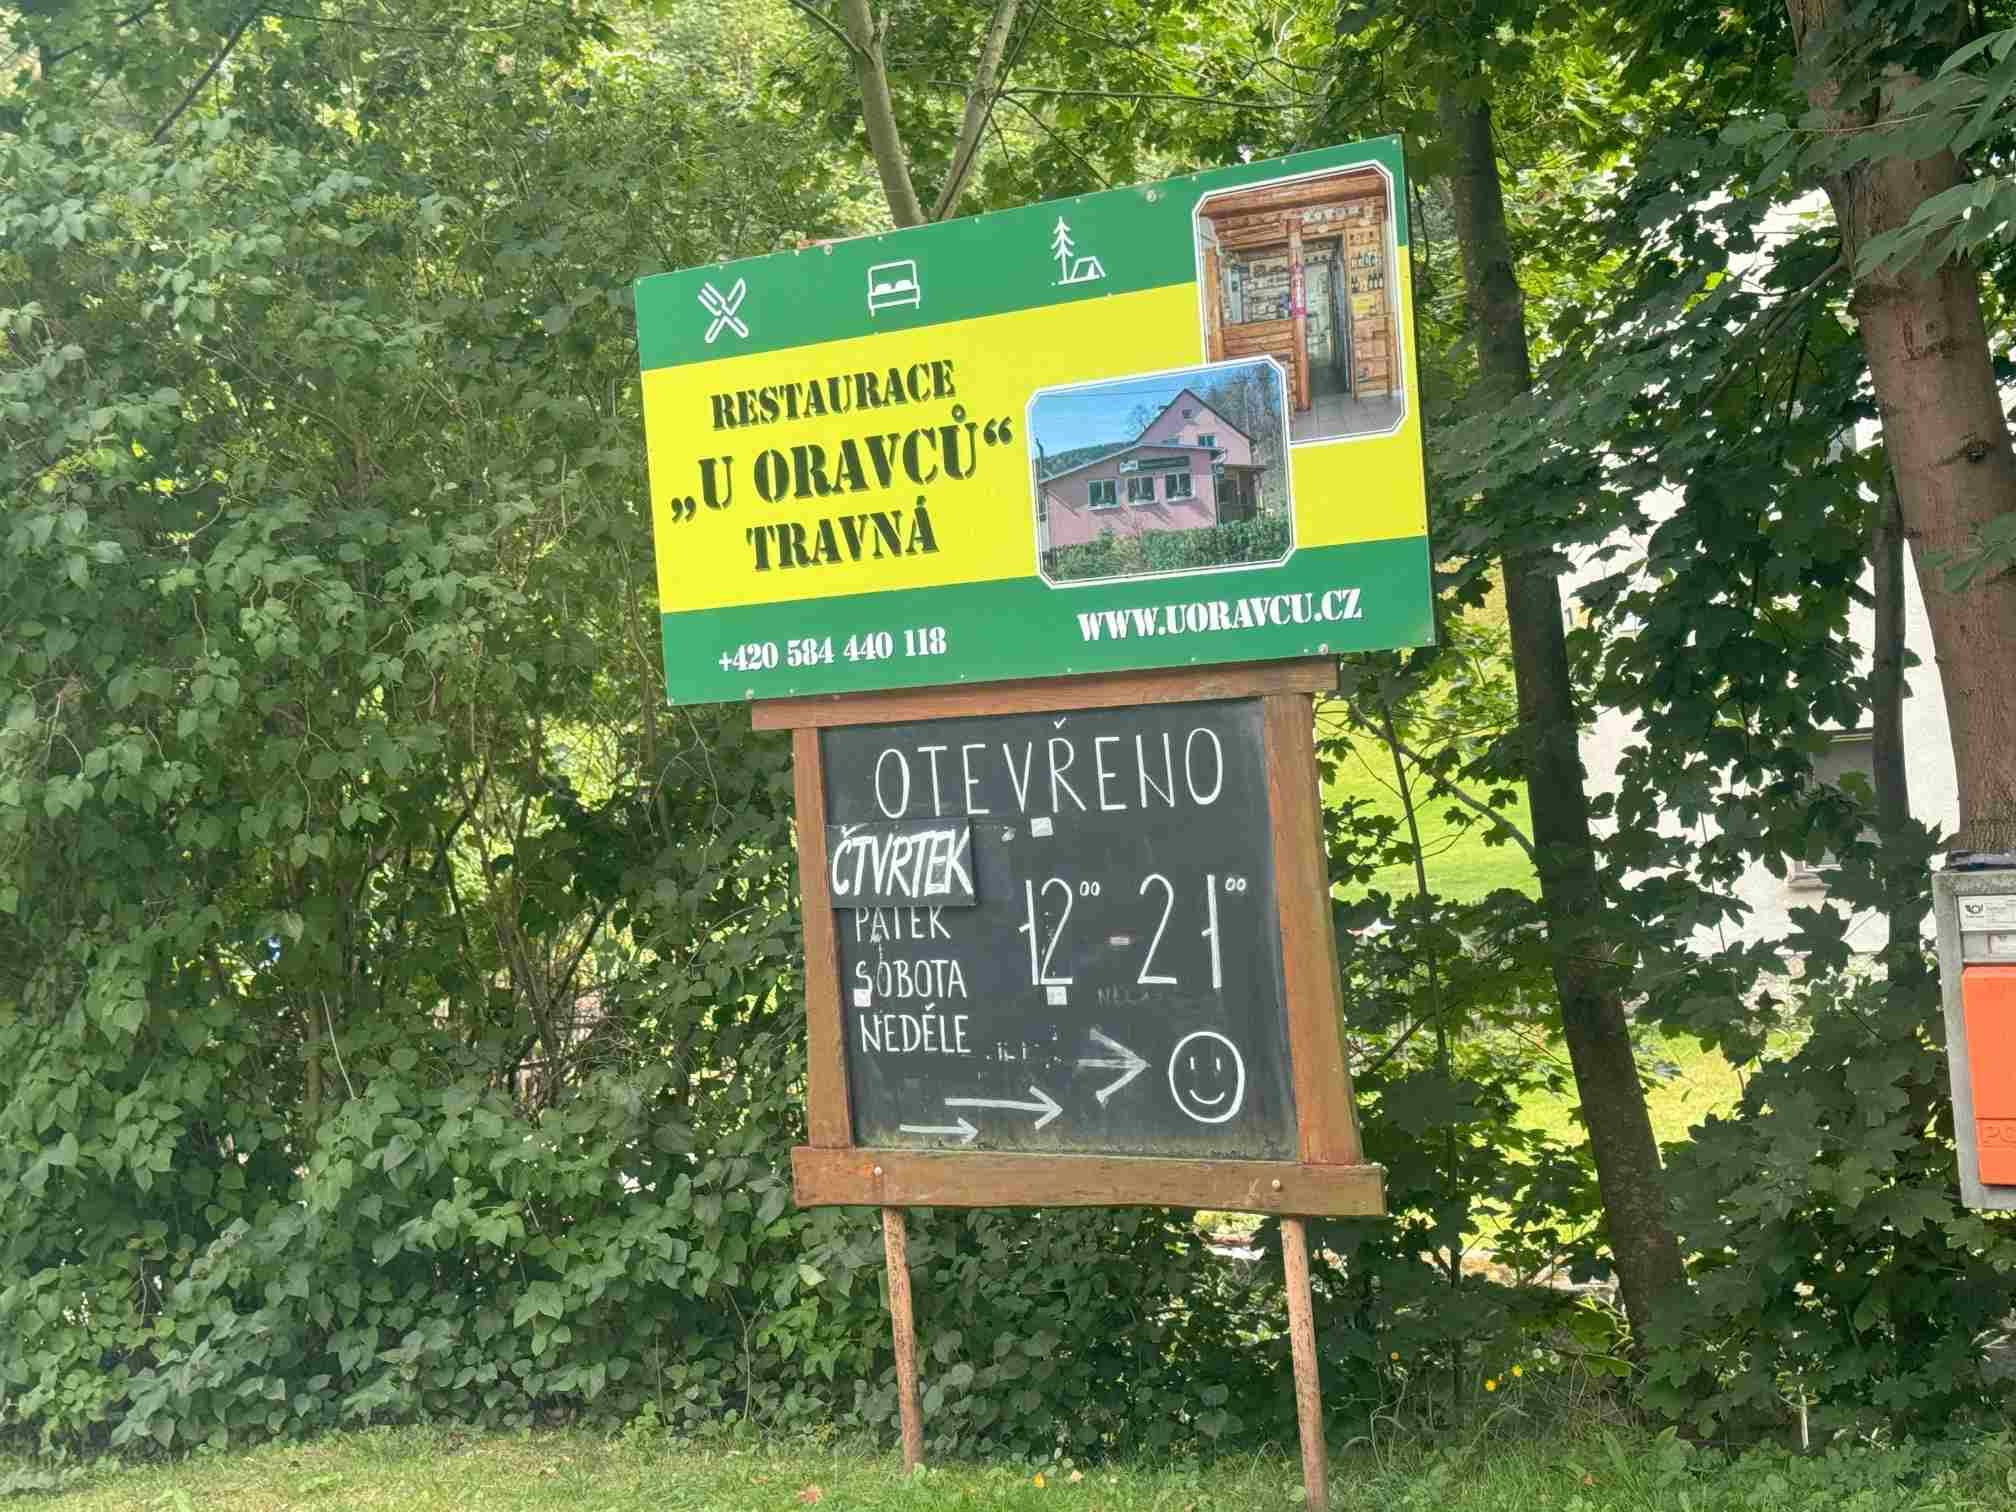 RESTAURACE
„U ORAVCŮ“
TRAVNÁ
+420 584 440 118
WWW.UORAVCU.CZ
OTEVŘENO
ČTVRTEK
PÁTEK
12⁰⁰ - 21⁰⁰
SOBOTA
NEDĚLE